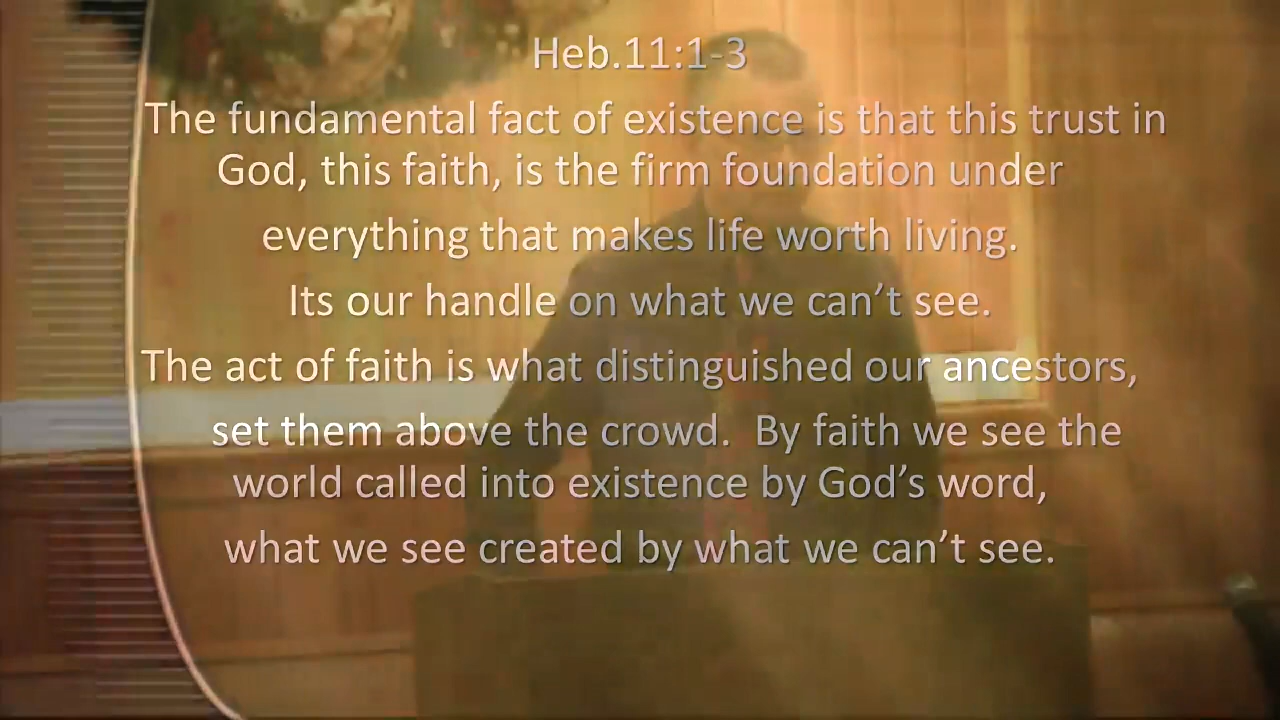 Heb.11:1-3
The fundamental fact of existence is that this trust in
God, this faith, is the firm foundation under
everything that makes life worth living.
Its our handle on what we can’t see.
The act of faith is what distinguished our ancestors,
set them above the crowd.  By faith we see the
world called into existence by God’s word,
what we see created by what we can’t see.